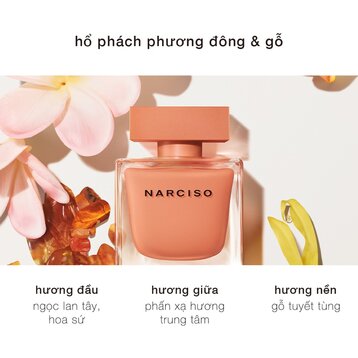 hổ phách phương đông & gỗ
NARCISO
hương đầu
ngọc lan tây,
hoa sứ
hương giữa
phấn xạ hương
trung tâm
hương nền
gỗ tuyết tùng